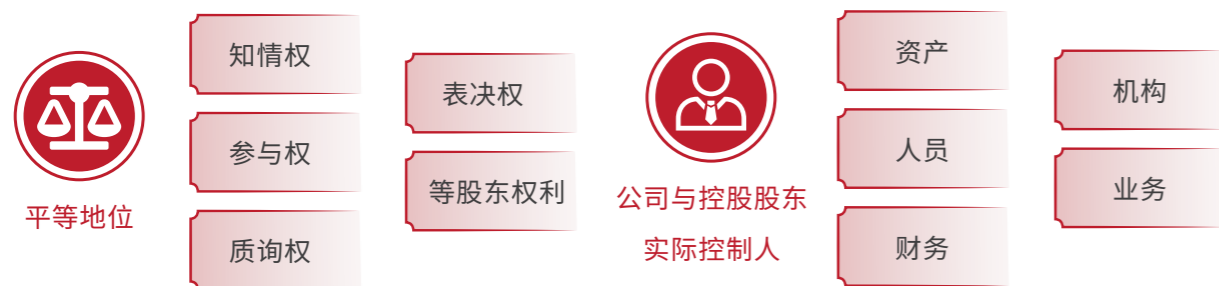 平等地位
知情权
参与权
质询权
表决权
等股东权利
公司与控股股东
实际控制人
资产
人员
财务
机构
业务